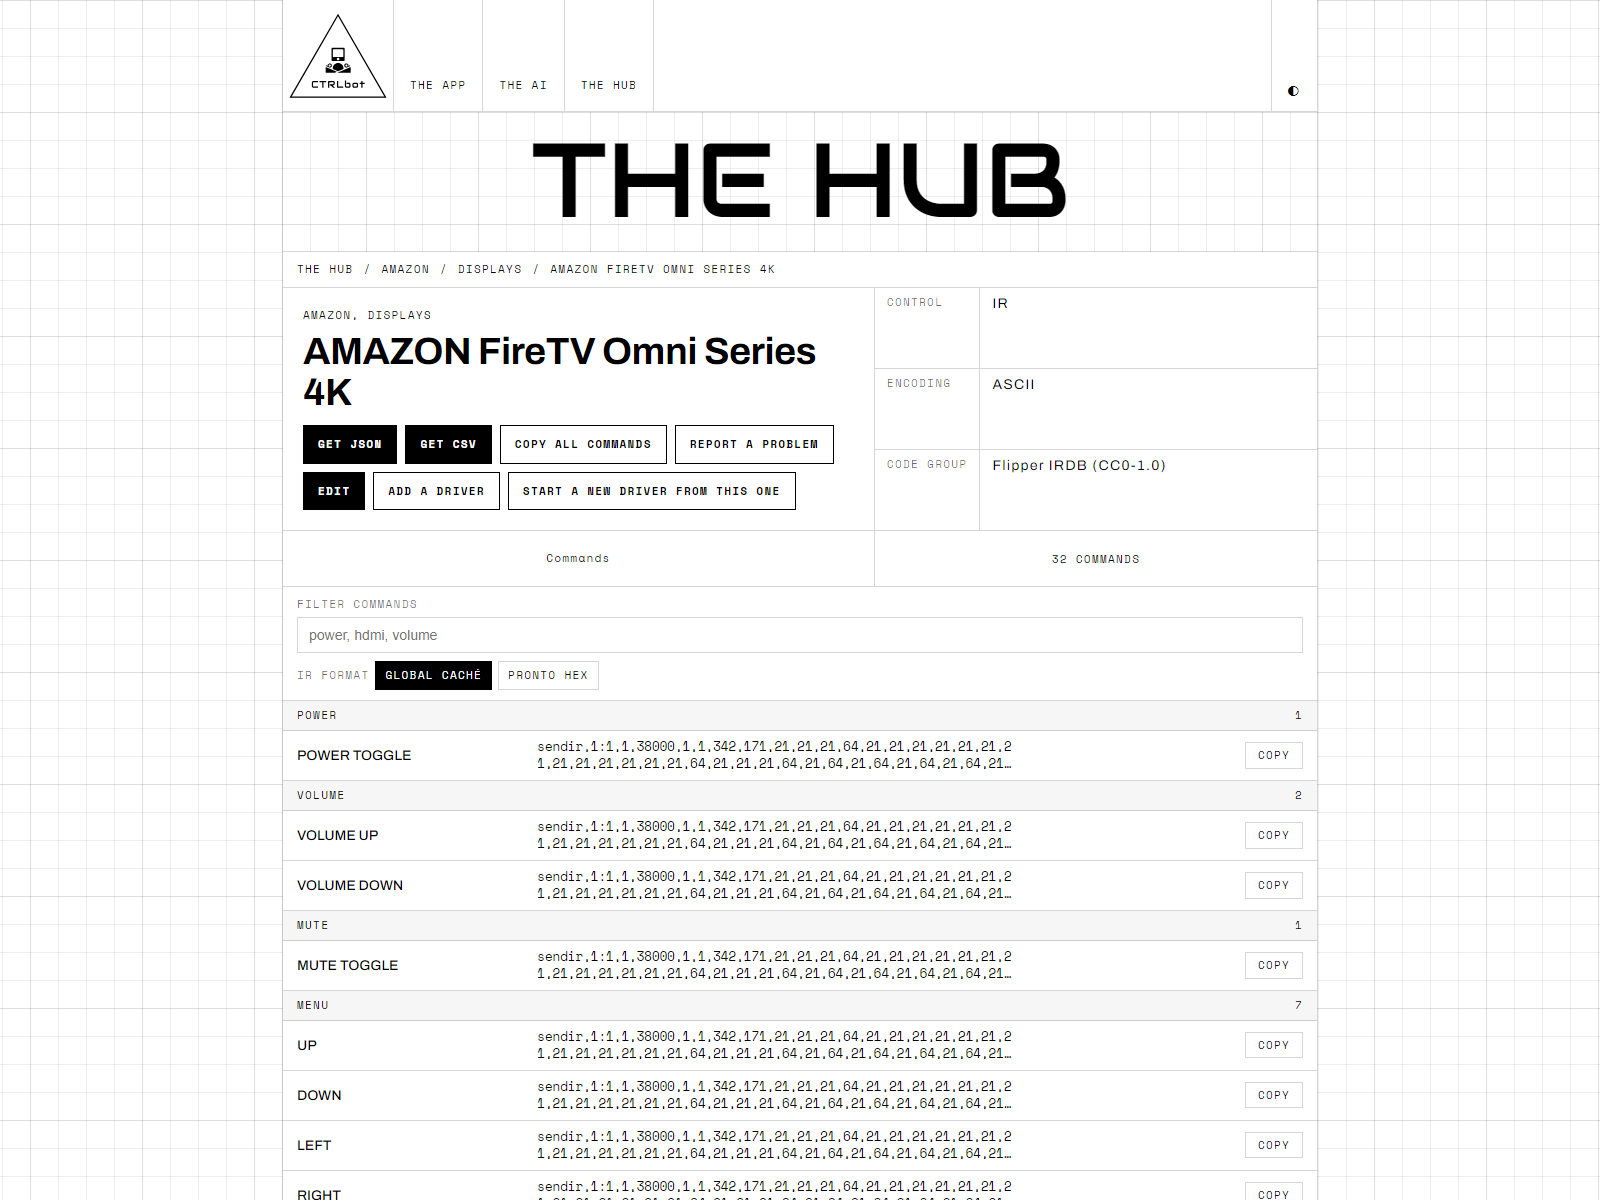 CTRLbot
THE APP
THE AI
THE HUB
THE HUB
THE HUB / AMAZON / DISPLAYS / AMAZON FIRETV OMNI SERIES 4K
AMAZON, DISPLAYS
AMAZON FireTV Omni Series
4K
GET JSON
GET CSV
COPY ALL COMMANDS
REPORT A PROBLEM
EDIT
ADD A DRIVER
START A NEW DRIVER FROM THIS ONE
CONTROL
IR
ENCODING
ASCII
CODE GROUP
Flipper IRDB (CC0-1.0)
Commands
32 COMMANDS
FILTER COMMANDS
power, hdmi, volume
IR FORMAT
GLOBAL CACHÉ
PRONTO HEX
POWER 1
POWER TOGGLE
sendir,1:1,1,38000,1,1,342,171,21,21,21,64,21,21,21,21,21,21,2
1,21,21,21,21,21,64,21,21,21,64,21,64,21,64,21,64,21,64,21…
COPY
VOLUME 2
VOLUME UP
sendir,1:1,1,38000,1,1,342,171,21,21,21,64,21,21,21,21,21,21,2
1,21,21,21,21,21,64,21,21,21,64,21,64,21,64,21,64,21,64,21…
COPY
VOLUME DOWN
sendir,1:1,1,38000,1,1,342,171,21,21,21,64,21,21,21,21,21,21,2
1,21,21,21,21,21,64,21,21,21,64,21,64,21,64,21,64,21,64,21…
COPY
MUTE 1
MUTE TOGGLE
sendir,1:1,1,38000,1,1,342,171,21,21,21,64,21,21,21,21,21,21,2
1,21,21,21,21,21,64,21,21,21,64,21,64,21,64,21,64,21,64,21…
COPY
MENU 7
UP
sendir,1:1,1,38000,1,1,342,171,21,21,21,64,21,21,21,21,21,21,2
1,21,21,21,21,21,64,21,21,21,64,21,64,21,64,21,64,21,64,21…
COPY
DOWN
sendir,1:1,1,38000,1,1,342,171,21,21,21,64,21,21,21,21,21,21,2
1,21,21,21,21,21,64,21,21,21,64,21,64,21,64,21,64,21,64,21…
COPY
LEFT
sendir,1:1,1,38000,1,1,342,171,21,21,21,64,21,21,21,21,21,21,2
1,21,21,21,21,21,64,21,21,21,64,21,64,21,64,21,64,21,64,21…
COPY
RIGHT
sendir,1:1,1,38000,1,1,342,171,21,21,21,64,21,21,21,21,21,21,2
COPY